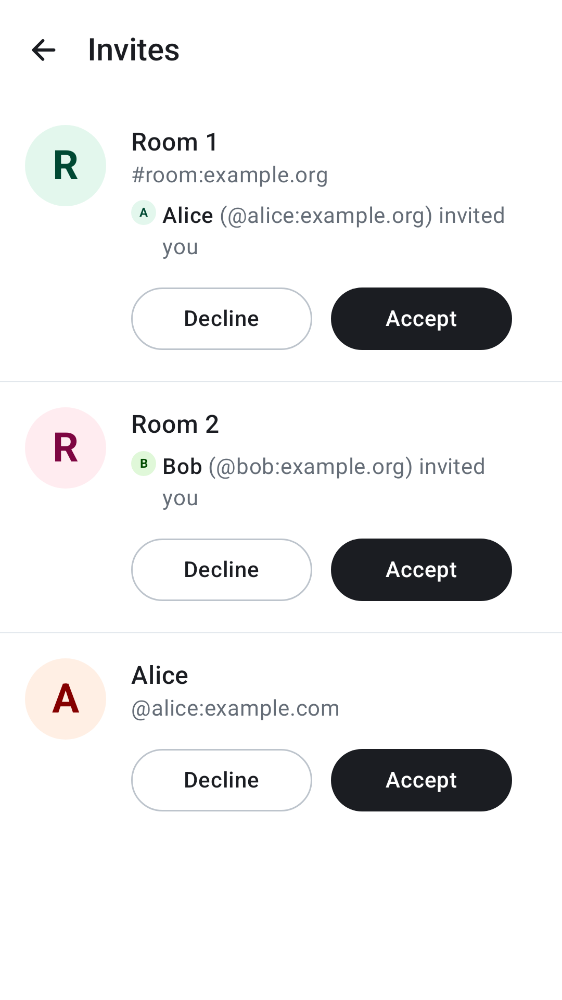 Invites
R
Room 1
#room:example.org
A Alice (@alice:example.org) invited
you
Decline Accept
R
Room 2
B Bob (@bob:example.org) invited
you
Decline Accept
A
Alice
@alice:example.com
Decline Accept